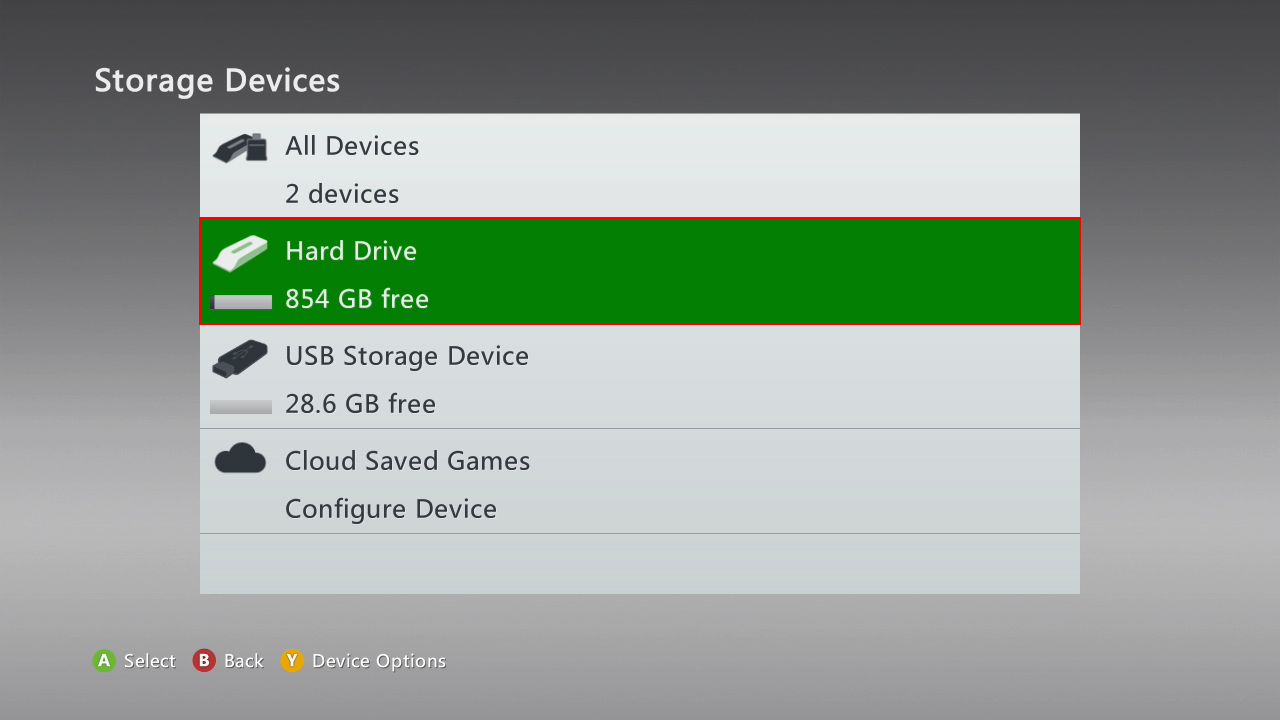 Storage Devices
All Devices
2 devices
Hard Drive
854 GB free
USB Storage Device
28.6 GB free
Cloud Saved Games
Configure Device
A Select B Back Y Device Options